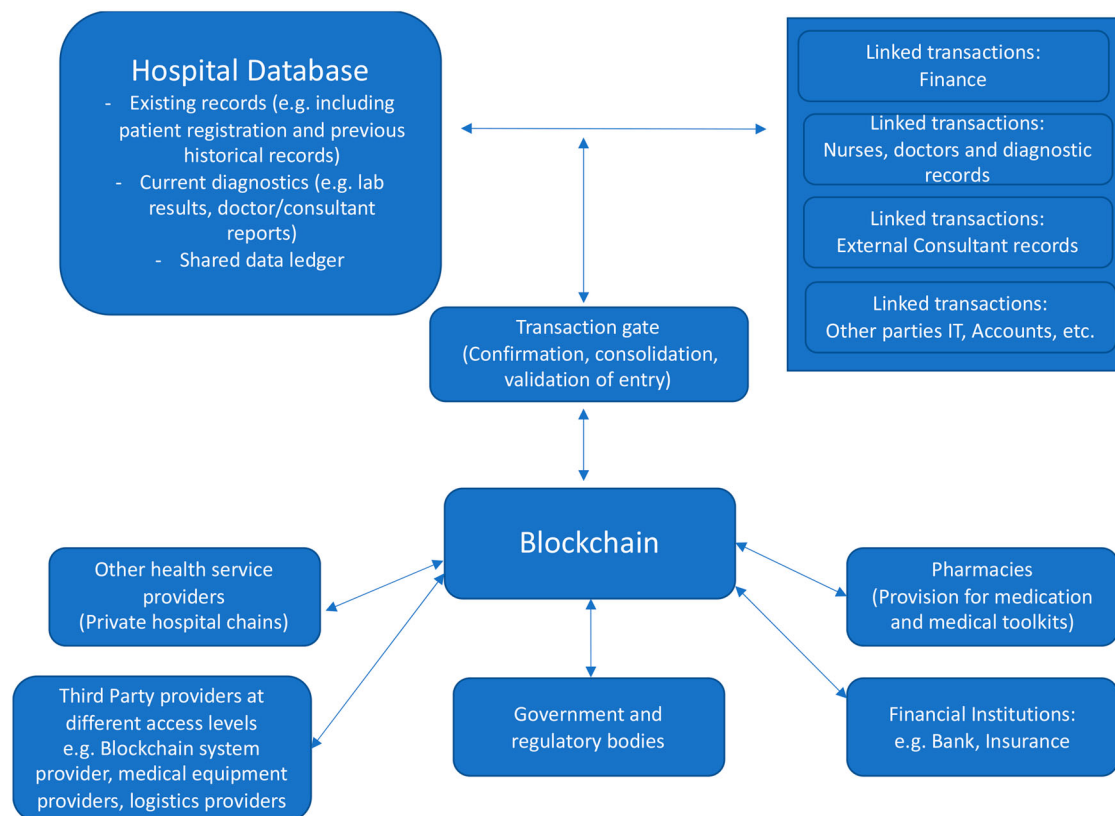 Hospital Database
- Existing records (e.g. including
patient registration and previous
historical records)
- Current diagnostics (e.g. lab
results, doctor/consultant
reports)
- Shared data ledger
Linked transactions:
Finance
Linked transactions:
Nurses, doctors and diagnostic
records
Linked transactions:
External Consultant records
Linked transactions:
Other parties IT, Accounts, etc.
Transaction gate
(Confirmation, consolidation,
validation of entry)
Blockchain
Other health service
providers
(Private hospital chains)
Pharmacies
(Provision for medication
and medical toolkits)
Third Party providers at
different access levels
e.g. Blockchain system
provider, medical equipment
providers, logistics providers
Government and
regulatory bodies
Financial Institutions:
e.g. Bank, Insurance